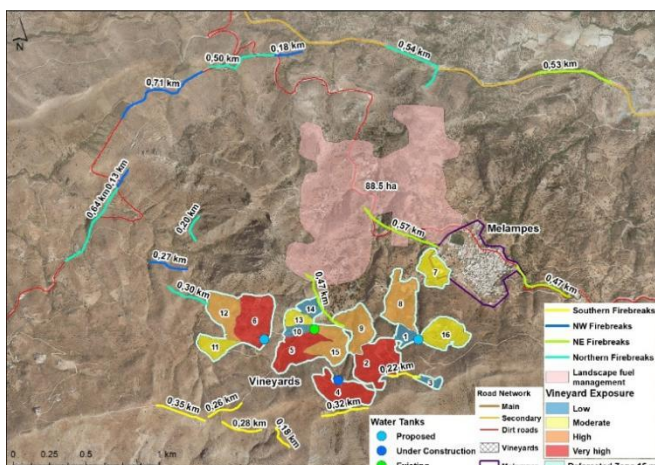 N
0,18 km
0,50 km
0,54 km
0,53 km
0,71 km
0,13 km
0,64 km
88.5 ha
0,20 km
0,57 km
Melampes
0,27 km
0,47 km
0,47 km
0,30 km
7
12
6
14
13
10
8
9
1
16
11
5
15
2
0,22 km
3
Vineyards
4
0,35 km
0,26 km
0,32 km
0,28 km
0,18 km
0
0,5
1 km
Water Tanks
Proposed
Under Construction
Existing
Road Network
Main
Secondary
Dirt roads
Vineyards
Southern Firebreaks
NW Firebreaks
NE Firebreaks
Northern Firebreaks
Landscape fuel
management
Vineyard Exposure
Low
Moderate
High
Very high